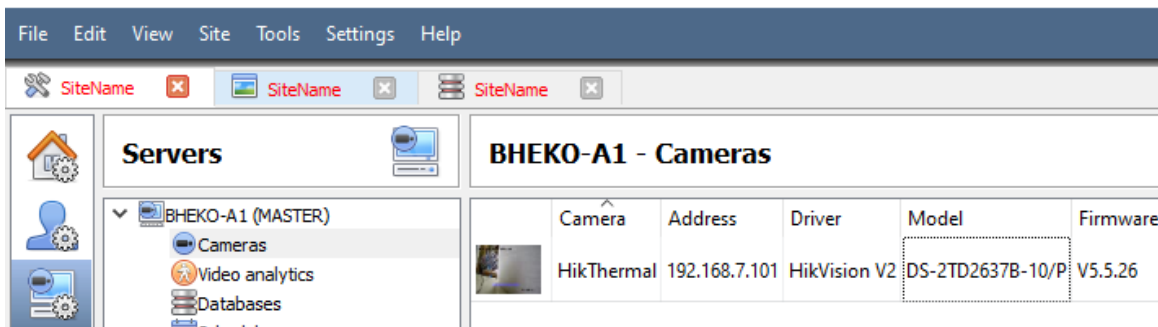 File Edit View Site Tools Settings Help
SiteName SiteName SiteName
Servers
BHEKO-A1 - Cameras
BHEKO-A1 (MASTER)
Cameras
Video analytics
Databases
Camera Address Driver Model Firmware
HikThermal 192.168.7.101 HikVision V2 DS-2TD2637B-10/P V5.5.26